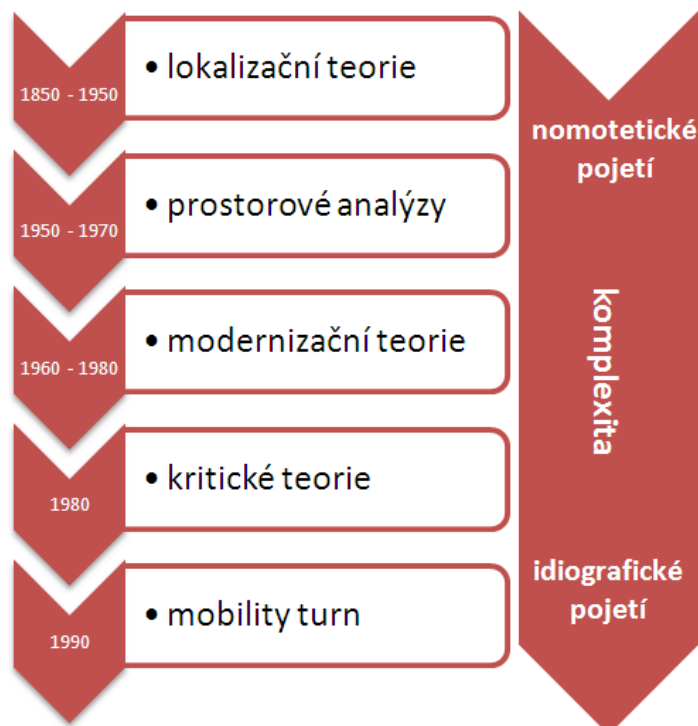 1850 - 1950
• lokalizační teorie
1950 - 1970
• prostorové analýzy
1960 - 1980
• modernizační teorie
1980
• kritické teorie
1990
• mobility turn
nomotetické
pojetí
komplexita
idiografické
pojetí